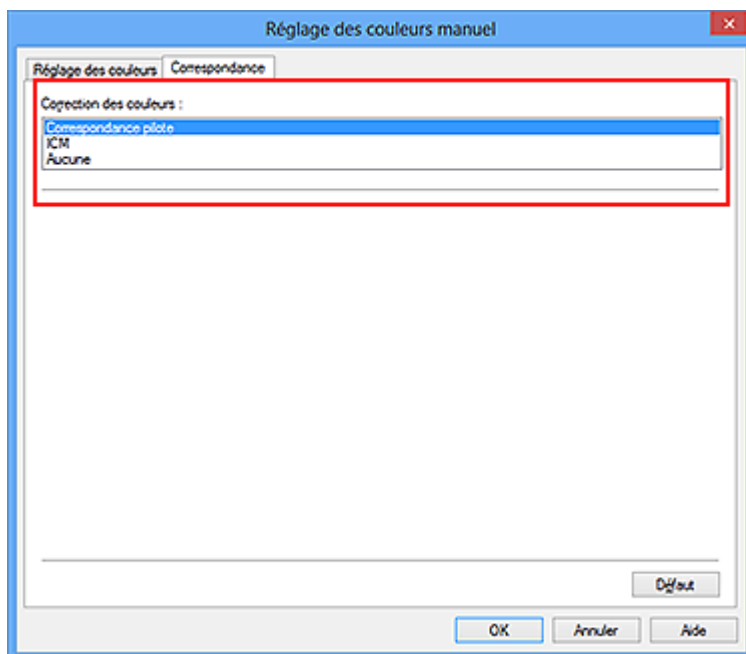 Réglage des couleurs manuel
Réglage des couleurs Correspondance
Correction des couleurs :
Correspondance pilote
ICM
Aucune
Défaut
OK Annuler Aide